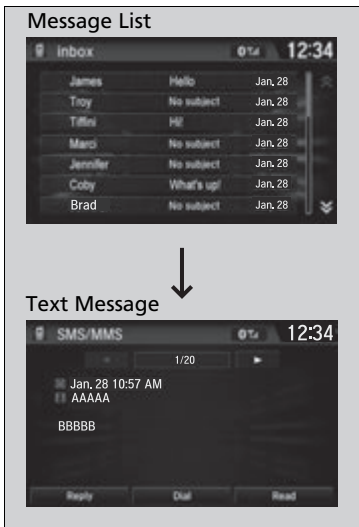 Message List
inbox 12:34
James Hello Jan. 28
Troy No subject Jan. 28
Tiffini Hi! Jan. 28
Marci No subject Jan. 28
Jennifer No subject Jan. 28
Coby What's up! Jan. 28
Brad No subject Jan. 28
Text Message
SMS/MMS 12:34
1/20
Jan. 28 10:57 AM
AAAAA
BBBBB
Reply Dial Read